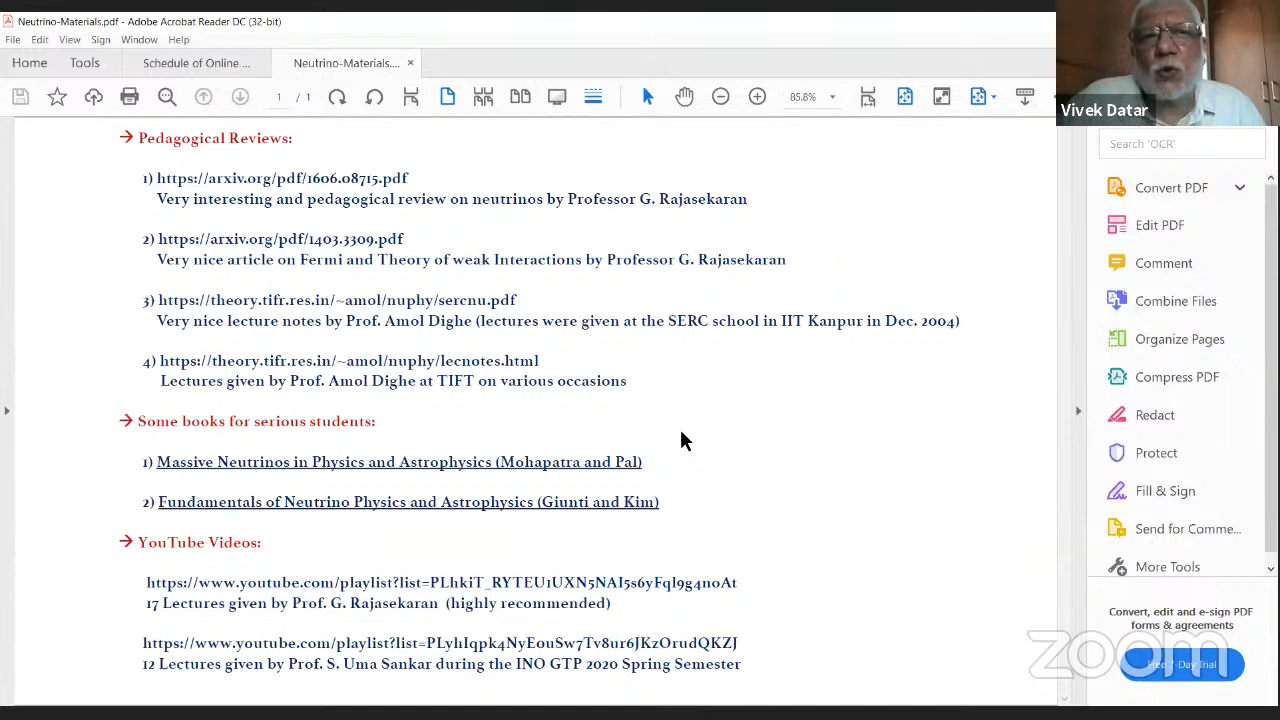 Neutrino-Materials.pdf - Adobe Acrobat Reader DC (32-bit)
File Edit View Sign Window Help
Home Tools Schedule of Online ... Neutrino-Materials.... ×
1 / 1 85.8%
Vivek Datar
→ Pedagogical Reviews:
1) https://arxiv.org/pdf/1606.08715.pdf
Very interesting and pedagogical review on neutrinos by Professor G. Rajasekaran
2) https://arxiv.org/pdf/1403.3309.pdf
Very nice article on Fermi and Theory of weak Interactions by Professor G. Rajasekaran
3) https://theory.tifr.res.in/~amol/nuphy/sercnu.pdf
Very nice lecture notes by Prof. Amol Dighe (lectures were given at the SERC school in IIT Kanpur in Dec. 2004)
4) https://theory.tifr.res.in/~amol/nuphy/lecnotes.html
Lectures given by Prof. Amol Dighe at TIFT on various occasions
→ Some books for serious students:
1) Massive Neutrinos in Physics and Astrophysics (Mohapatra and Pal)
2) Fundamentals of Neutrino Physics and Astrophysics (Giunti and Kim)
→ YouTube Videos:
https://www.youtube.com/playlist?list=PLhkiT_RYTEU1UXN5NAI5s6yFql9g4noAt
17 Lectures given by Prof. G. Rajasekaran (highly recommended)
https://www.youtube.com/playlist?list=PLyhIqpk4NyEouSw7Tv8ur6JKzOrudQKZJ
12 Lectures given by Prof. S. Uma Sankar during the INO GTP 2020 Spring Semester
Search 'OCR'
Convert PDF
Edit PDF
Comment
Combine Files
Organize Pages
Compress PDF
Redact
Protect
Fill & Sign
Send for Comme...
More Tools
Convert, edit and e-sign PDF
forms & agreements
Free 7-Day Trial
zoom